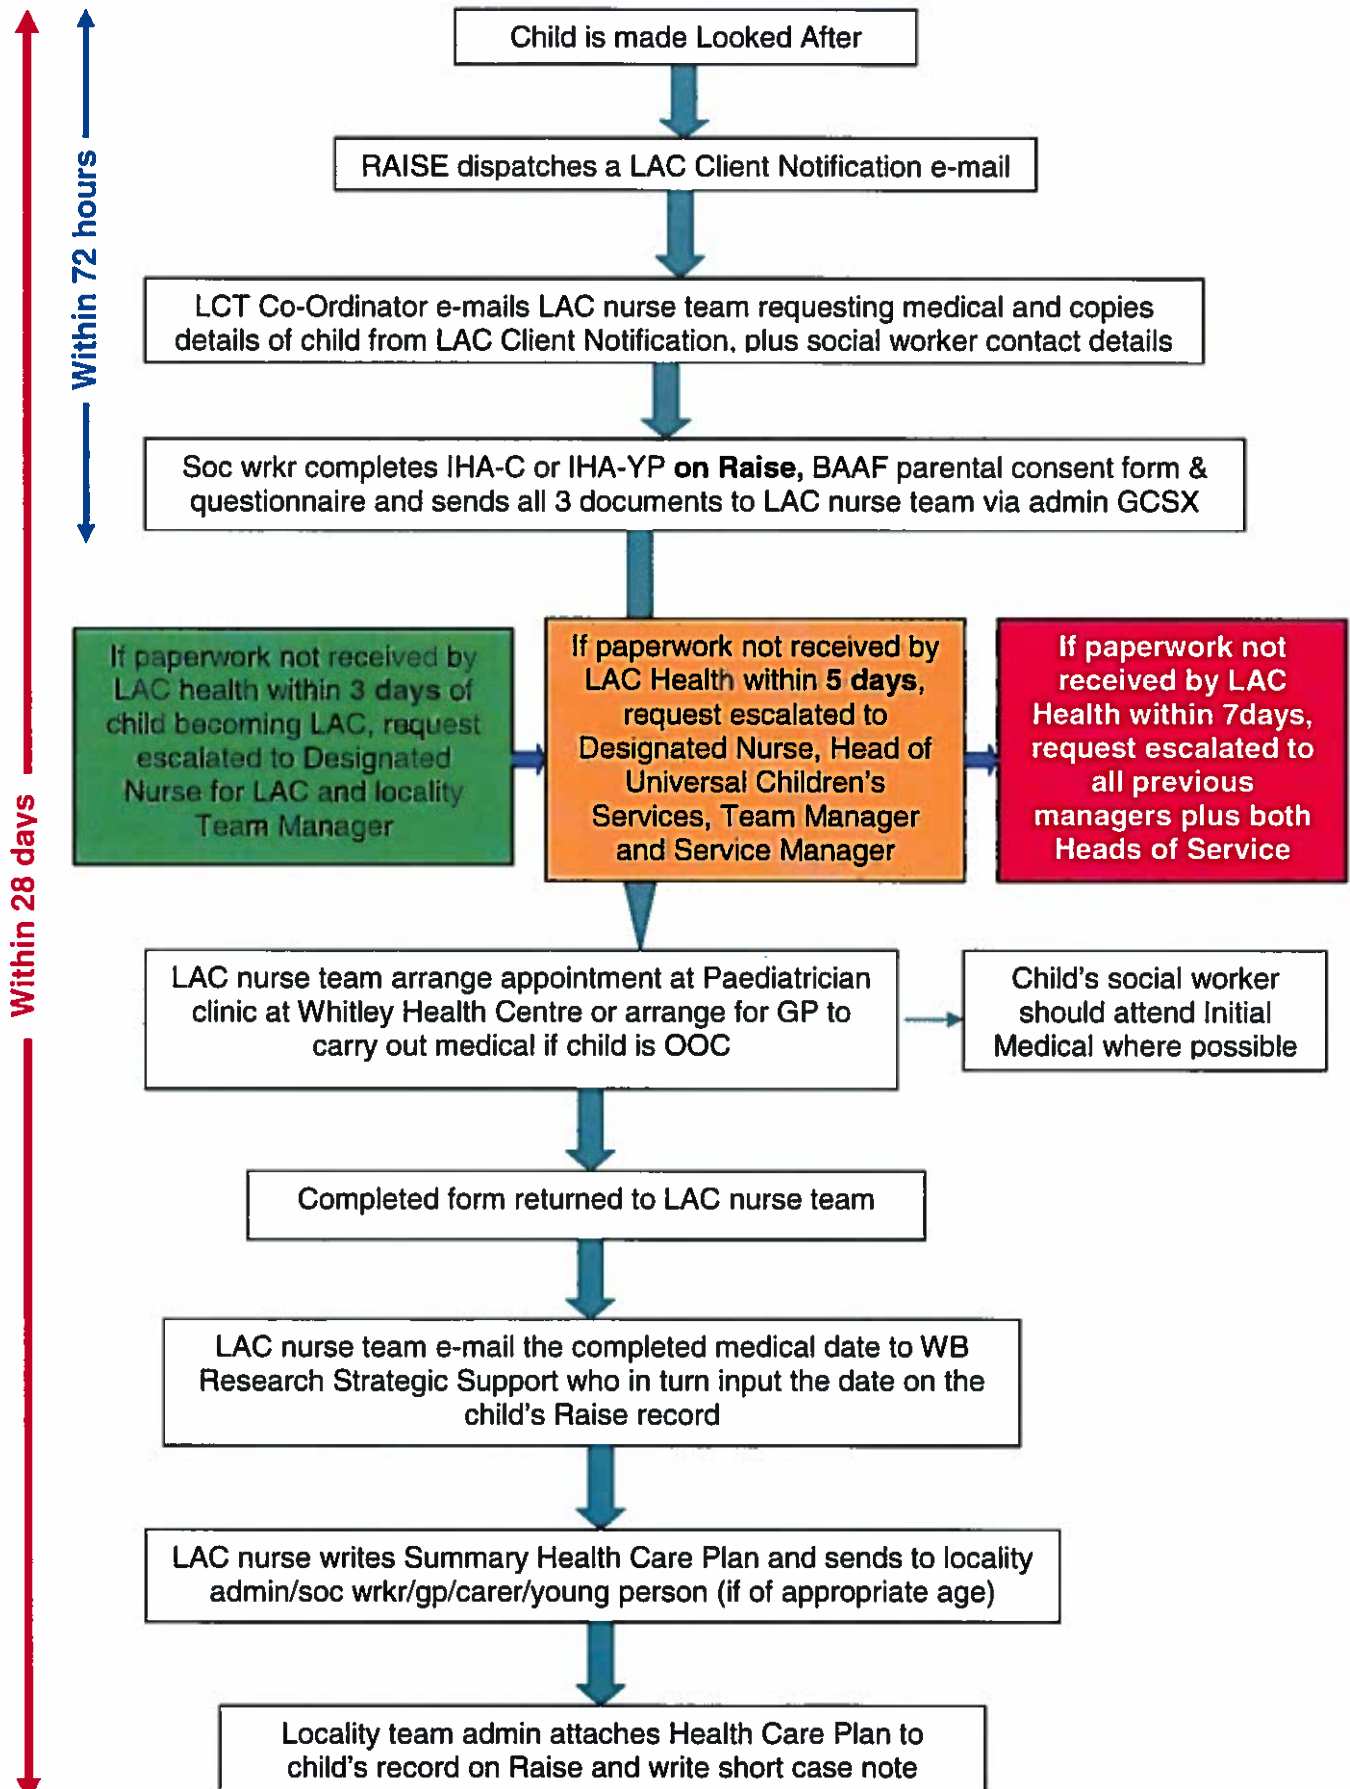 Child is made Looked After
RAISE dispatches a LAC Client Notification e-mail
Within 72 hours
LCT Co-Ordinator e-mails LAC nurse team requesting medical and copies
details of child from LAC Client Notification, plus social worker contact details
Soc wrkr completes IHA-C or IHA-YP on Raise, BAAF parental consent form &
questionnaire and sends all 3 documents to LAC nurse team via admin GCSX
Within 28 days
If paperwork not received by
LAC health within 3 days of
child becoming LAC, request
escalated to Designated
Nurse for LAC and locality
Team Manager
If paperwork not received by
LAC Health within 5 days,
request escalated to
Designated Nurse, Head of
Universal Children's
Services, Team Manager
and Service Manager
If paperwork not
received by LAC
Health within 7days,
request escalated to
all previous
managers plus both
Heads of Service
LAC nurse team arrange appointment at Paediatrician
clinic at Whitley Health Centre or arrange for GP to
carry out medical if child is OOC
Child's social worker
should attend Initial
Medical where possible
Completed form returned to LAC nurse team
LAC nurse team e-mail the completed medical date to WB
Research Strategic Support who in turn input the date on the
child's Raise record
LAC nurse writes Summary Health Care Plan and sends to locality
admin/soc wrkr/gp/carer/young person (if of appropriate age)
Locality team admin attaches Health Care Plan to
child's record on Raise and write short case note